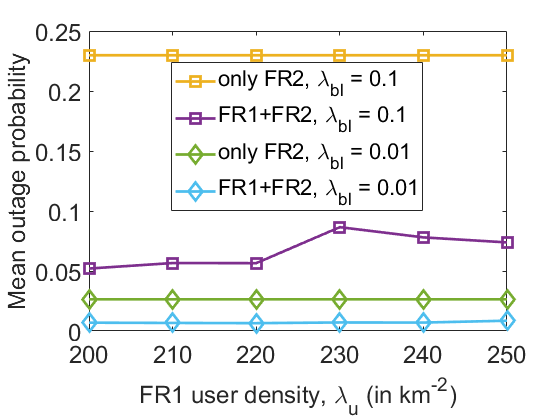 0.25
0.2
0.15
0.1
0.05
0
Mean outage probability
only FR2, λbl = 0.1
FR1+FR2, λbl = 0.1
only FR2, λbl = 0.01
FR1+FR2, λbl = 0.01
200 210 220 230 240 250
FR1 user density, λu (in km-2)